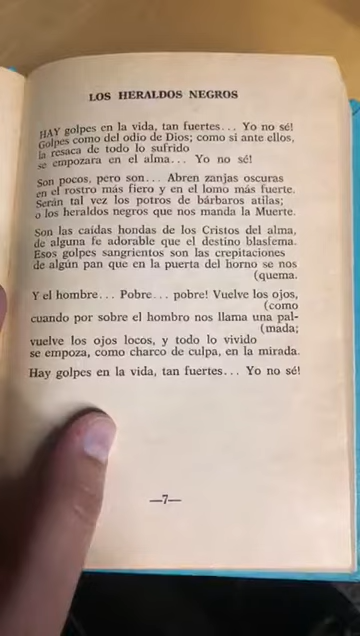 LOS HERALDOS NEGROS
HAY golpes en la vida, tan fuertes... Yo no sé!
Golpes como del odio de Dios; como si ante ellos,
la resaca de todo lo sufrido
se empozara en el alma... Yo no sé!
Son pocos, pero son... Abren zanjas oscuras
en el rostro más fiero y en el lomo más fuerte.
Serán tal vez los potros de bárbaros atilas;
o los heraldos negros que nos manda la Muerte.
Son las caídas hondas de los Cristos del alma,
de alguna fe adorable que el destino blasfema.
Esos golpes sangrientos son las crepitaciones
de algún pan que en la puerta del horno se nos
(quema.
Y el hombre... Pobre... pobre! Vuelve los ojos,
(como
cuando por sobre el hombro nos llama una pal-
(mada;
vuelve los ojos locos, y todo lo vivido
se empoza, como charco de culpa, en la mirada.
Hay golpes en la vida, tan fuertes... Yo no sé!
—7—